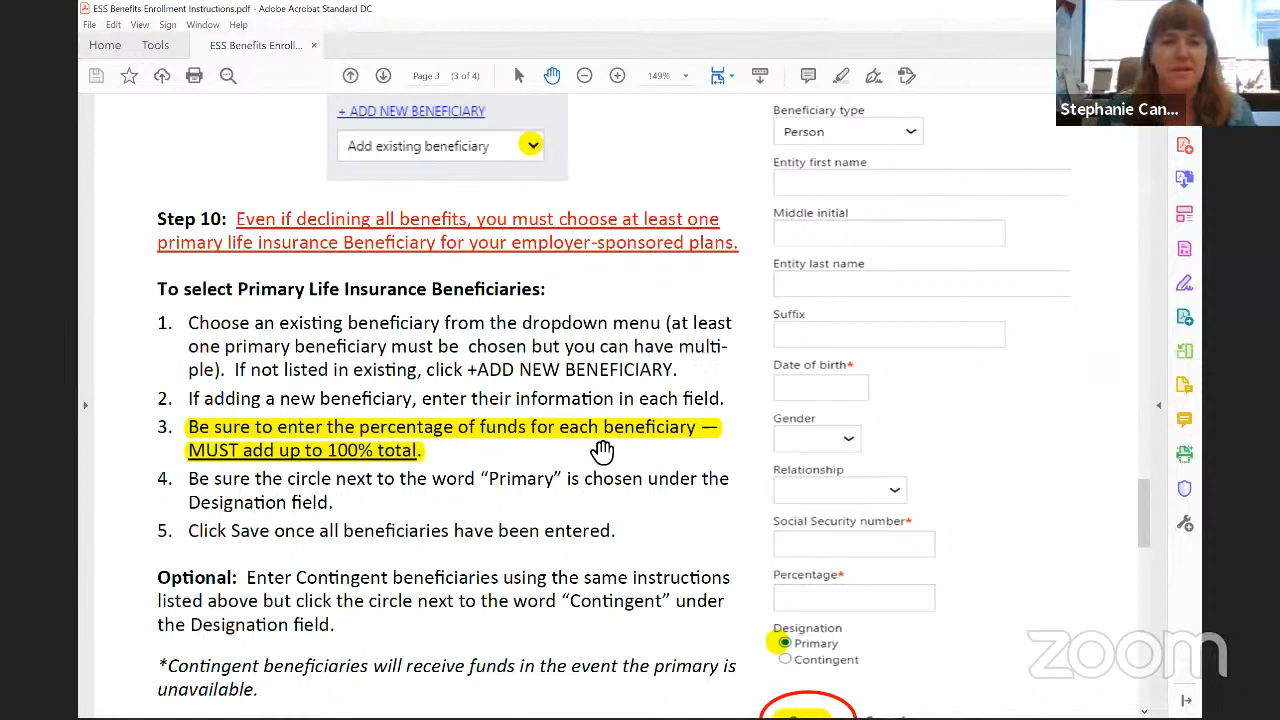 ESS Benefits Enrollment Instructions.pdf - Adobe Acrobat Standard DC
File Edit View Sign Window Help
Home Tools ESS Benefits Enroll... ×
Page 3 (3 of 4) 149%
Stephanie Can...
+ ADD NEW BENEFICIARY
Add existing beneficiary
Step 10: Even if declining all benefits, you must choose at least one
primary life insurance Beneficiary for your employer-sponsored plans.
To select Primary Life Insurance Beneficiaries:
1. Choose an existing beneficiary from the dropdown menu (at least
one primary beneficiary must be chosen but you can have multi-
ple). If not listed in existing, click +ADD NEW BENEFICIARY.
2. If adding a new beneficiary, enter their information in each field.
3. Be sure to enter the percentage of funds for each beneficiary —
MUST add up to 100% total.
4. Be sure the circle next to the word “Primary” is chosen under the
Designation field.
5. Click Save once all beneficiaries have been entered.
Optional: Enter Contingent beneficiaries using the same instructions
listed above but click the circle next to the word “Contingent” under
the Designation field.
*Contingent beneficiaries will receive funds in the event the primary is
unavailable.
Beneficiary type
Person
Entity first name
Middle initial
Entity last name
Suffix
Date of birth*
Gender
Relationship
Social Security number*
Percentage*
Designation
Primary
Contingent
zoom